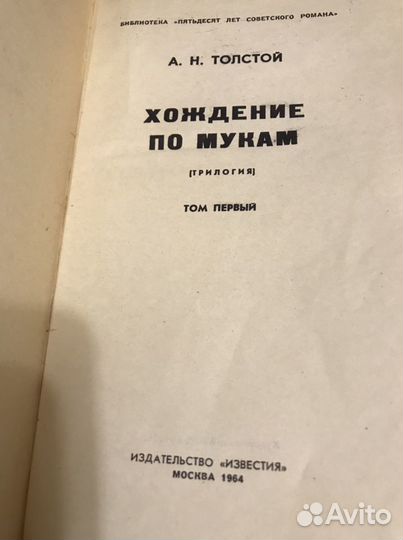 БИБЛИОТЕКА «ПЯТЬДЕСЯТ ЛЕТ СОВЕТСКОГО РОМАНА»
А. Н. ТОЛСТОЙ
ХОЖДЕНИЕ
ПО МУКАМ
(ТРИЛОГИЯ)
ТОМ ПЕРВЫЙ
ИЗДАТЕЛЬСТВО «ИЗВЕСТИЯ»
МОСКВА 1964
Avito